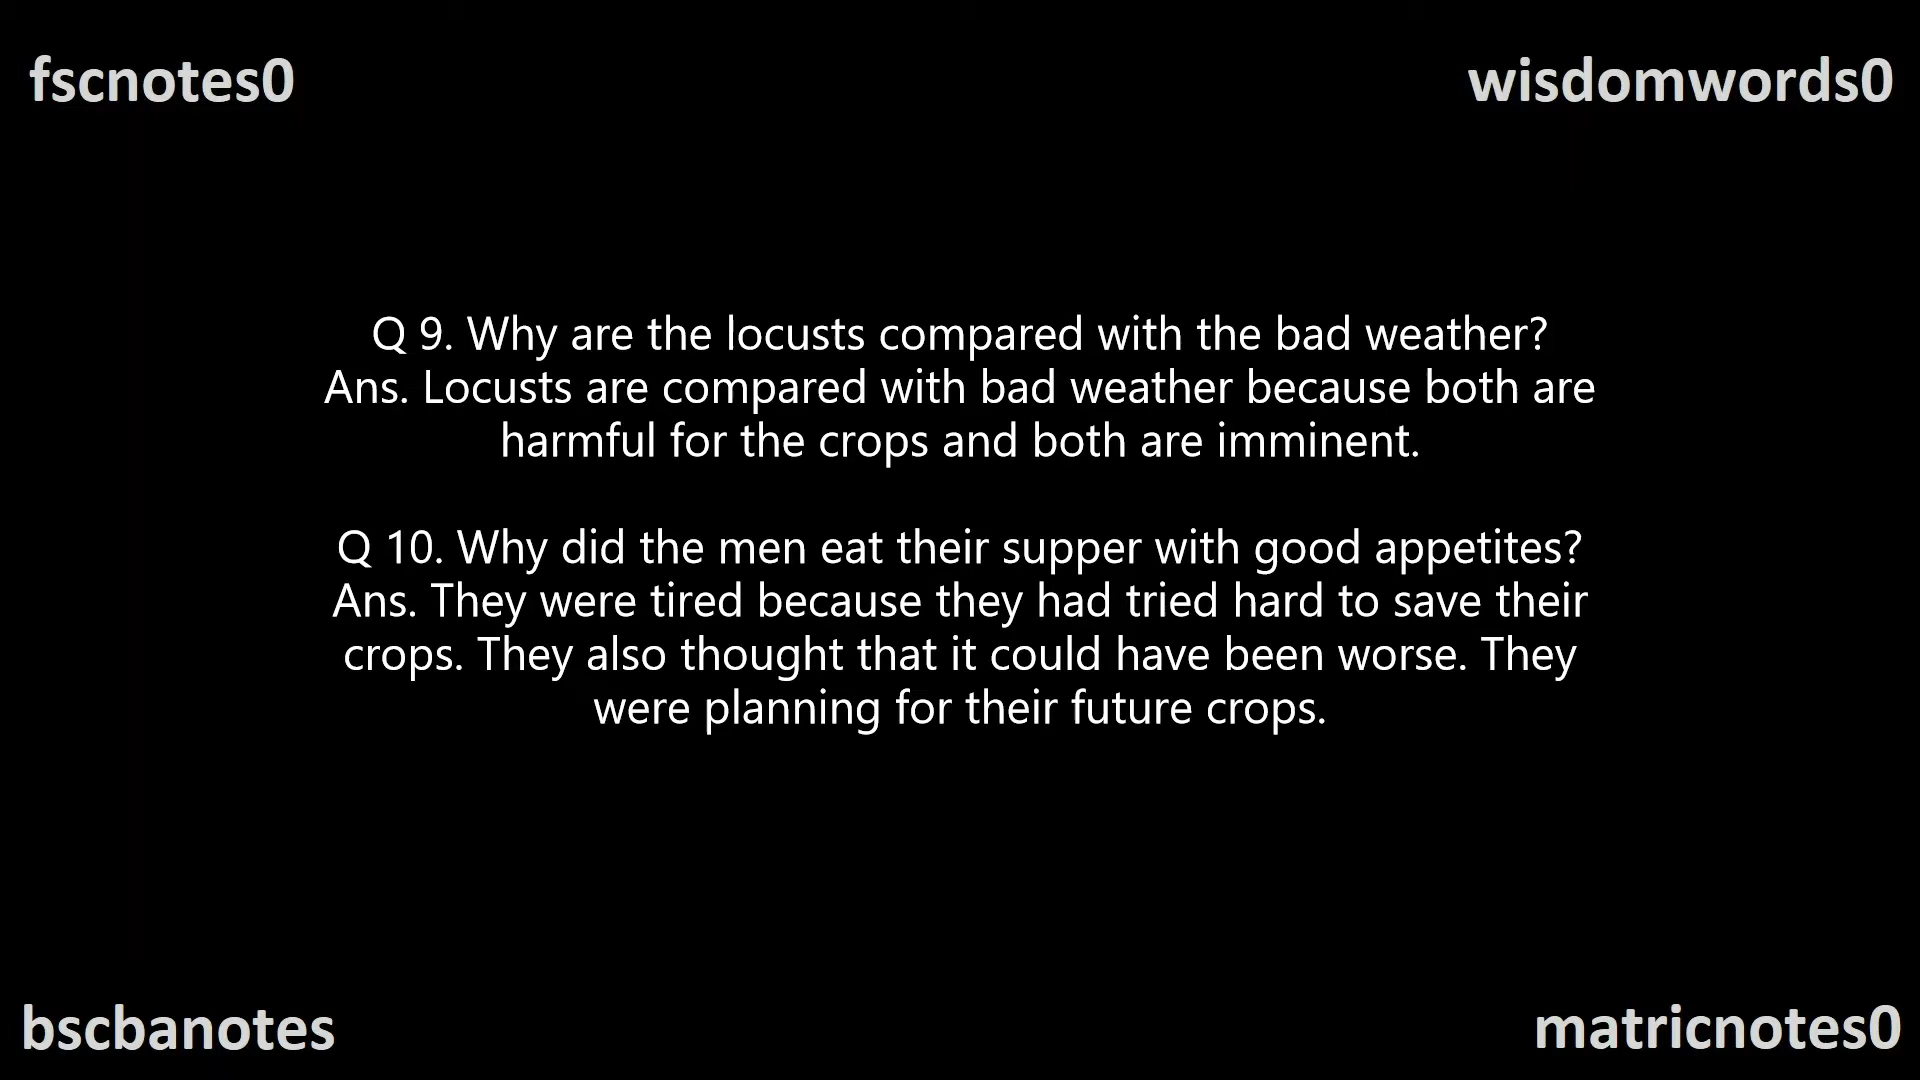 fscnotes0
wisdomwords0
Q 9. Why are the locusts compared with the bad weather?
Ans. Locusts are compared with bad weather because both are
harmful for the crops and both are imminent.
Q 10. Why did the men eat their supper with good appetites?
Ans. They were tired because they had tried hard to save their
crops. They also thought that it could have been worse. They
were planning for their future crops.
bscbanotes
matricnotes0